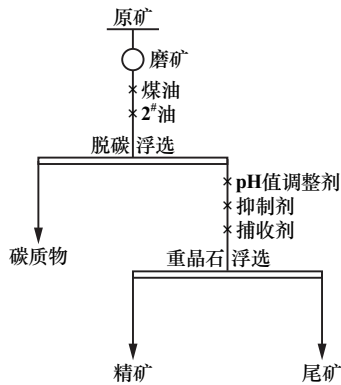 原矿
磨矿
煤油
2#油
脱碳 浮选
pH值调整剂
抑制剂
捕收剂
碳质物
重晶石 浮选
精矿
尾矿